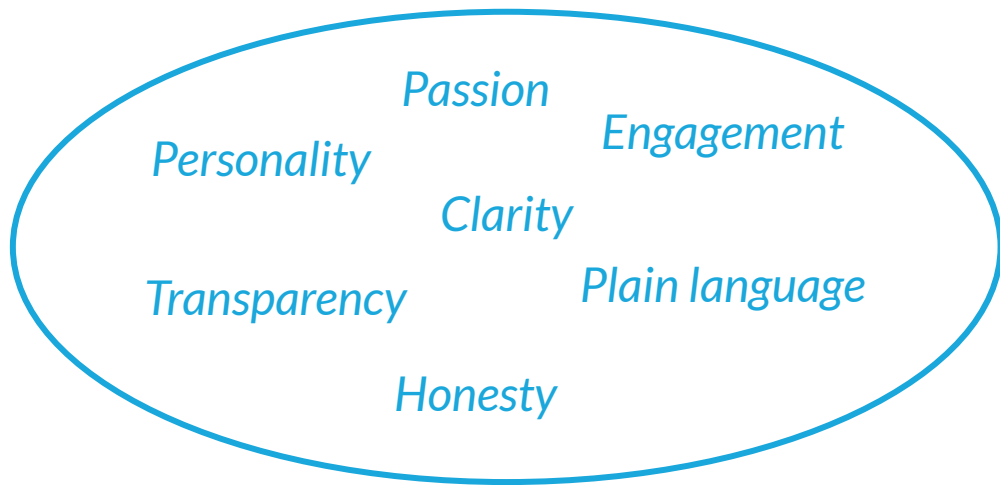 Passion
Engagement
Personality
Clarity
Plain language
Transparency
Honesty